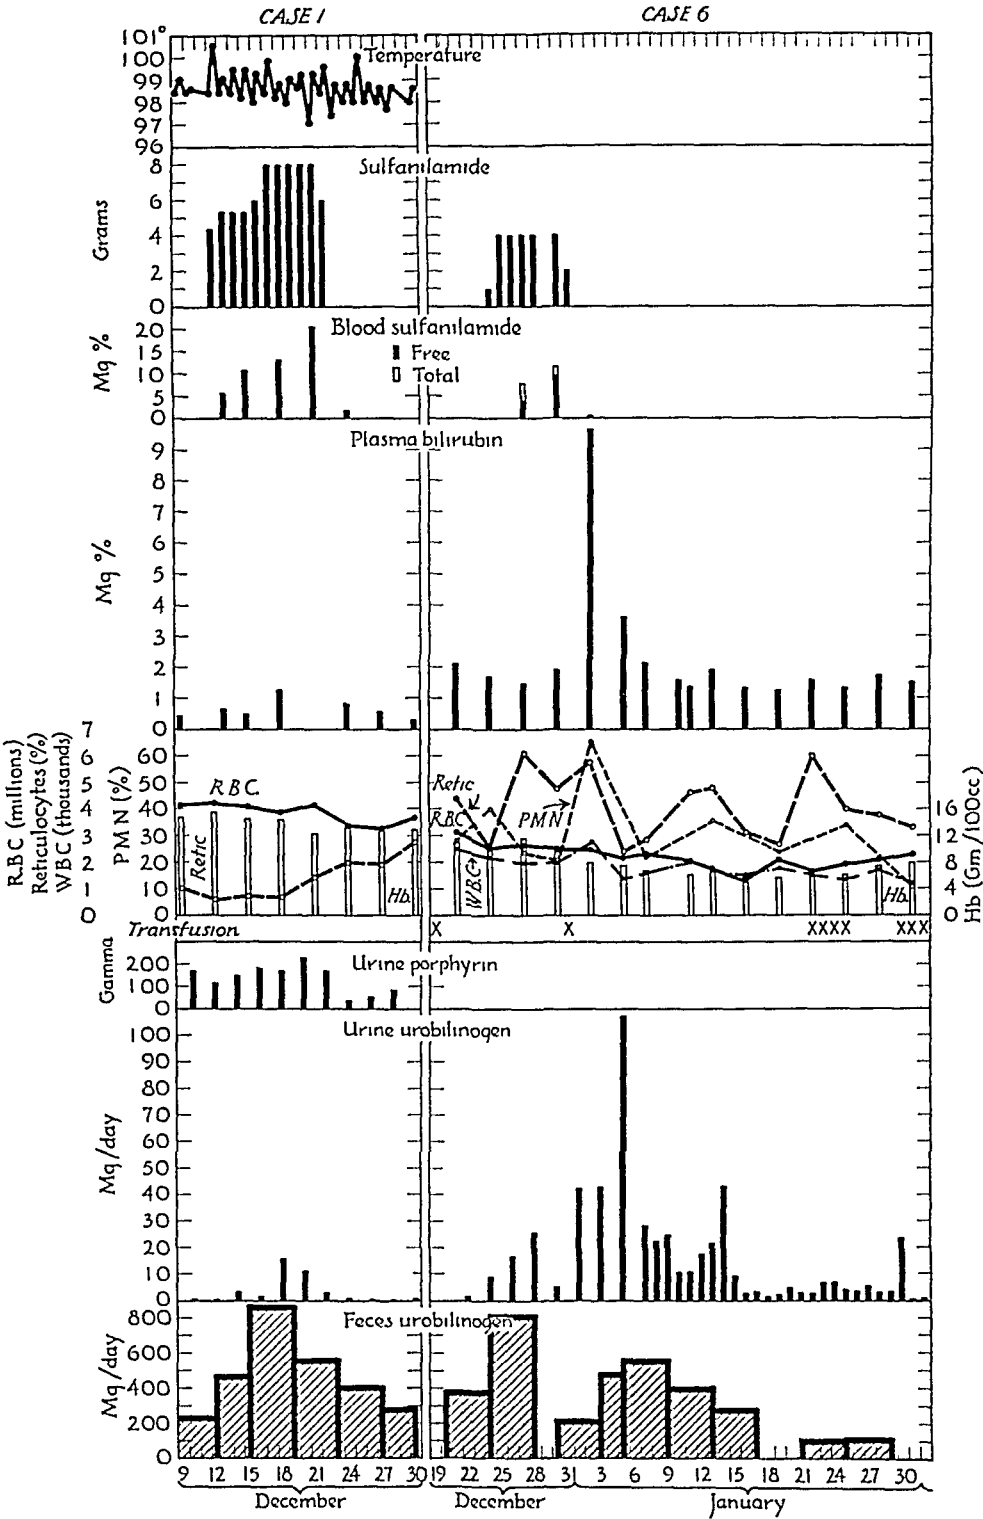 CASE 1 CASE 6
101°
100
99
98
97
96
Temperature
Sulfanilamide
Grams
8
6
4
2
0
Blood sulfanilamide
Free
Total
Mg %
20
15
10
5
0
Plasma bilirubin
Mg %
9
8
7
6
5
4
3
2
1
0
R.B.C (millions)
Reticulocytes (%)
WBC (thousands)
PMN (%)
7
6
5
4
3
2
1
0
60
50
40
30
20
10
0
R.B.C.
Retic
Hb.
Retic
RBC
PMN
W.B.C.
Hb.
16
12
8
4
0
Hb (Gm/100cc)
Transfusion
X X XXXX XXX
Urine porphyrin
Gamma
200
100
0
Urine urobilinogen
Mg/day
100
90
80
70
60
50
40
30
20
10
0
Feces urobilinogen
Mg/day
800
600
400
200
0
9 12 15 18 21 24 27 30 19 22 25 28 31 3 6 9 12 15 18 21 24 27 30
December December January